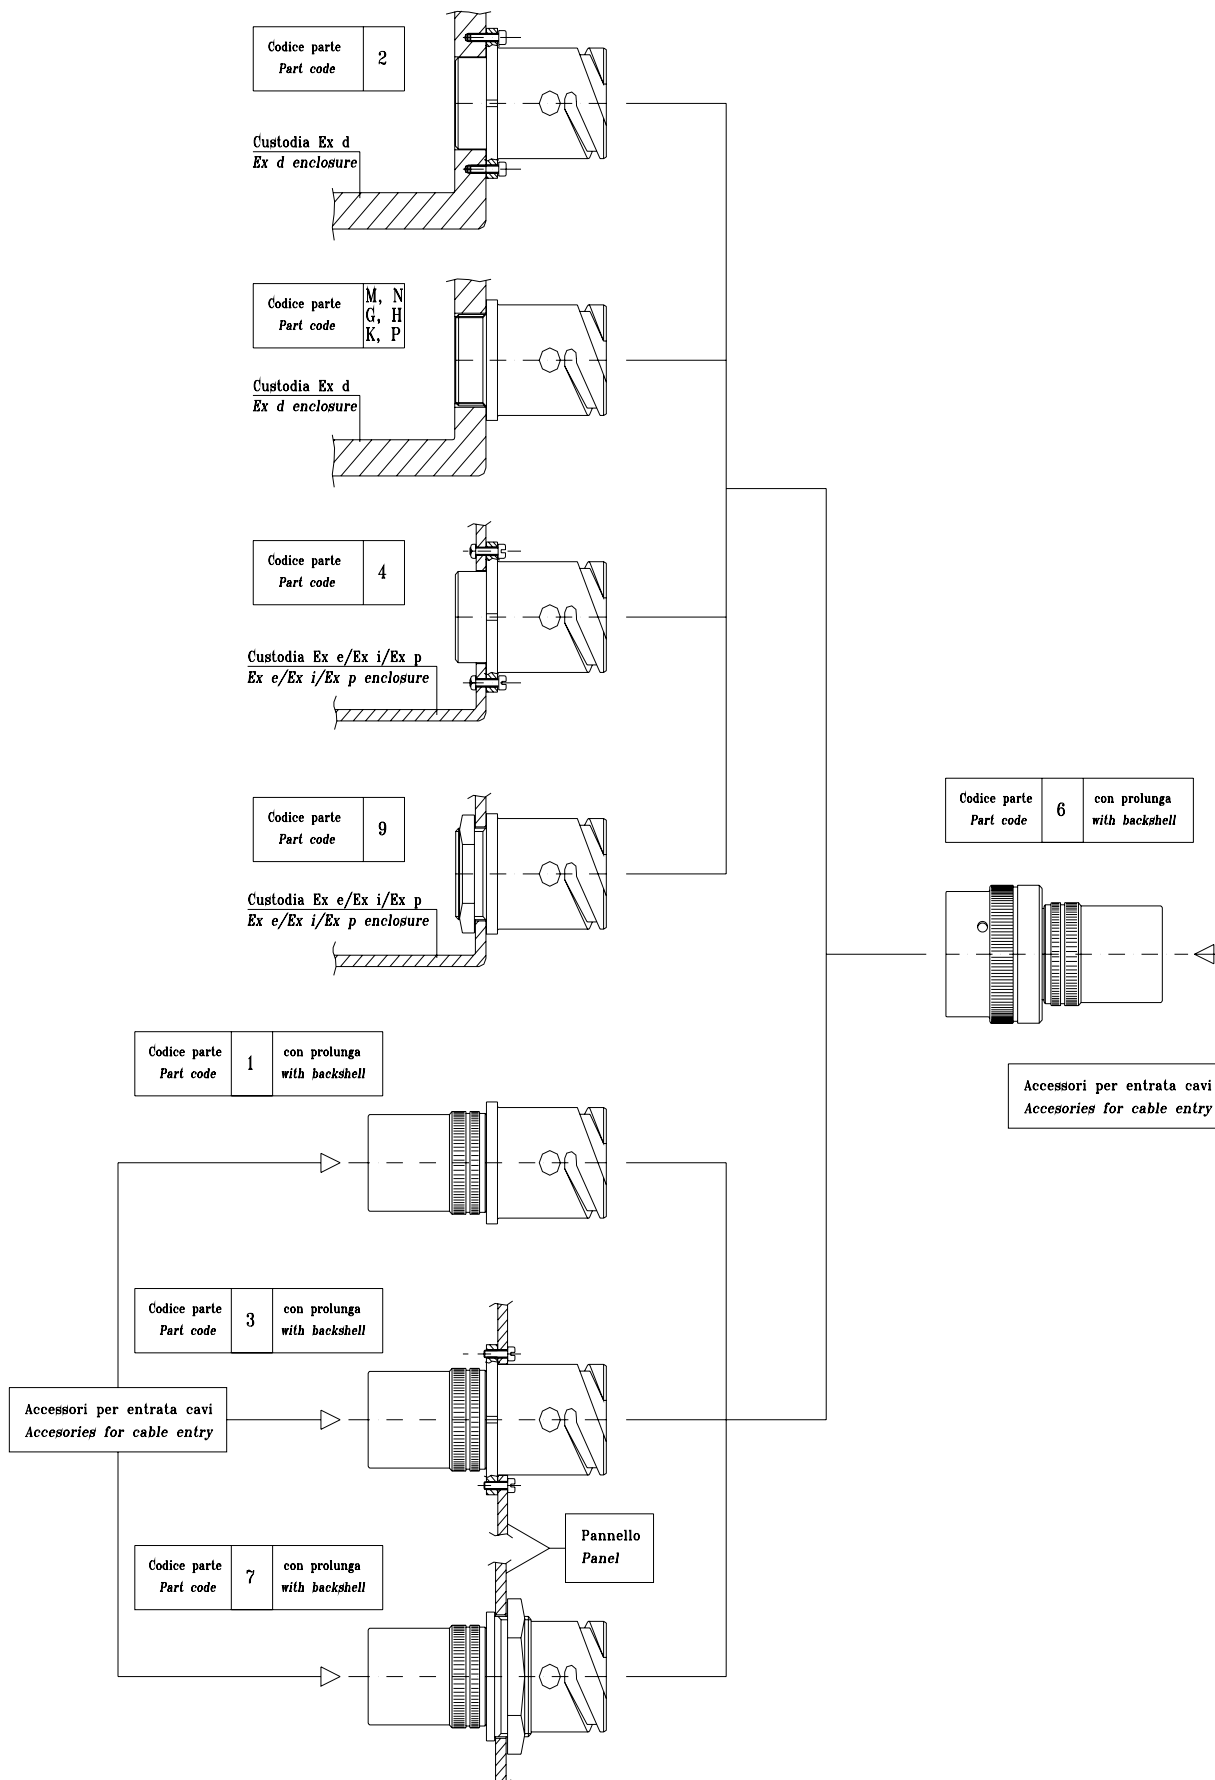 Codice parte
Part code
2
Custodia Ex d
Ex d enclosure
Codice parte
Part code
M, N
G, H
K, P
Custodia Ex d
Ex d enclosure
Codice parte
Part code
4
Custodia Ex e/Ex i/Ex p
Ex e/Ex i/Ex p enclosure
Codice parte
Part code
9
Custodia Ex e/Ex i/Ex p
Ex e/Ex i/Ex p enclosure
Codice parte
Part code
6
con prolunga
with backshell
Accessori per entrata cavi
Accesories for cable entry
Codice parte
Part code
1
con prolunga
with backshell
Codice parte
Part code
3
con prolunga
with backshell
Accessori per entrata cavi
Accesories for cable entry
Pannello
Panel
Codice parte
Part code
7
con prolunga
with backshell